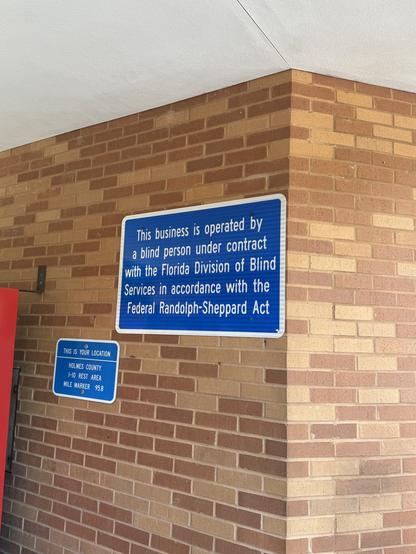 This business is operated by
a blind person under contract
with the Florida Division of Blind
Services in accordance with the
Federal Randolph-Sheppard Act
THIS IS YOUR LOCATION
HOLMES COUNTY
I-10 REST AREA
MILE MARKER 95.8